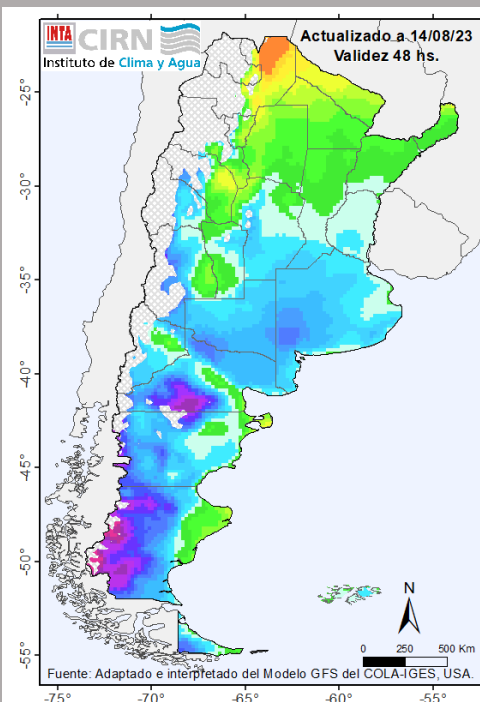 INTA CIRN
Instituto de Clima y Agua
Actualizado a 14/08/23
Validez 48 hs.
-25°
-30°
-35°
-40°
-45°
-50°
-55°
N
0 250 500 Km
Fuente: Adaptado e interpretado del Modelo GFS del COLA-IGES, USA.
-75° -70° -65° -60° -55°